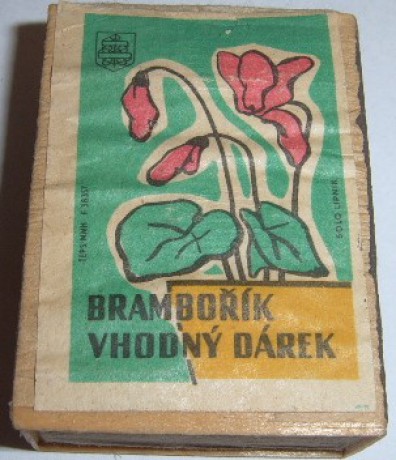 BRAMBOŘÍK
VHODNÝ DÁREK
SOLO LIPNÍK